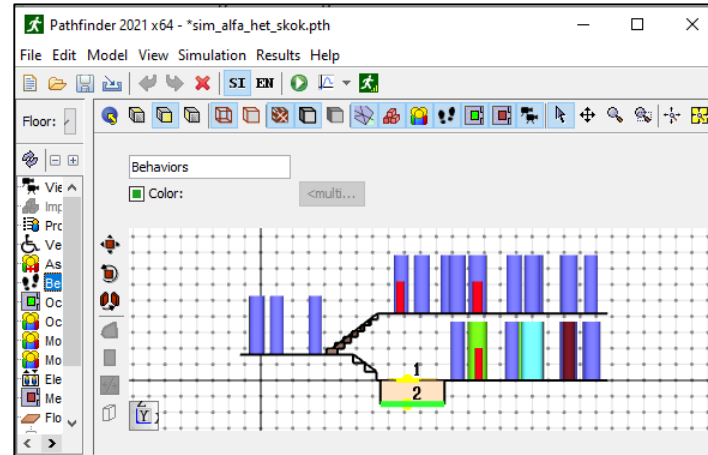 Pathfinder 2021 x64 - *sim_alfa_het_skok.pth
File Edit Model View Simulation Results Help
SI EN
Floor:
Behaviors
Color:
<multi...
Vie
Imp
Pro
Ve
As
Be
Oc
Oc
Mo
Mo
Ele
Me
Flo
1
2
Z
Y